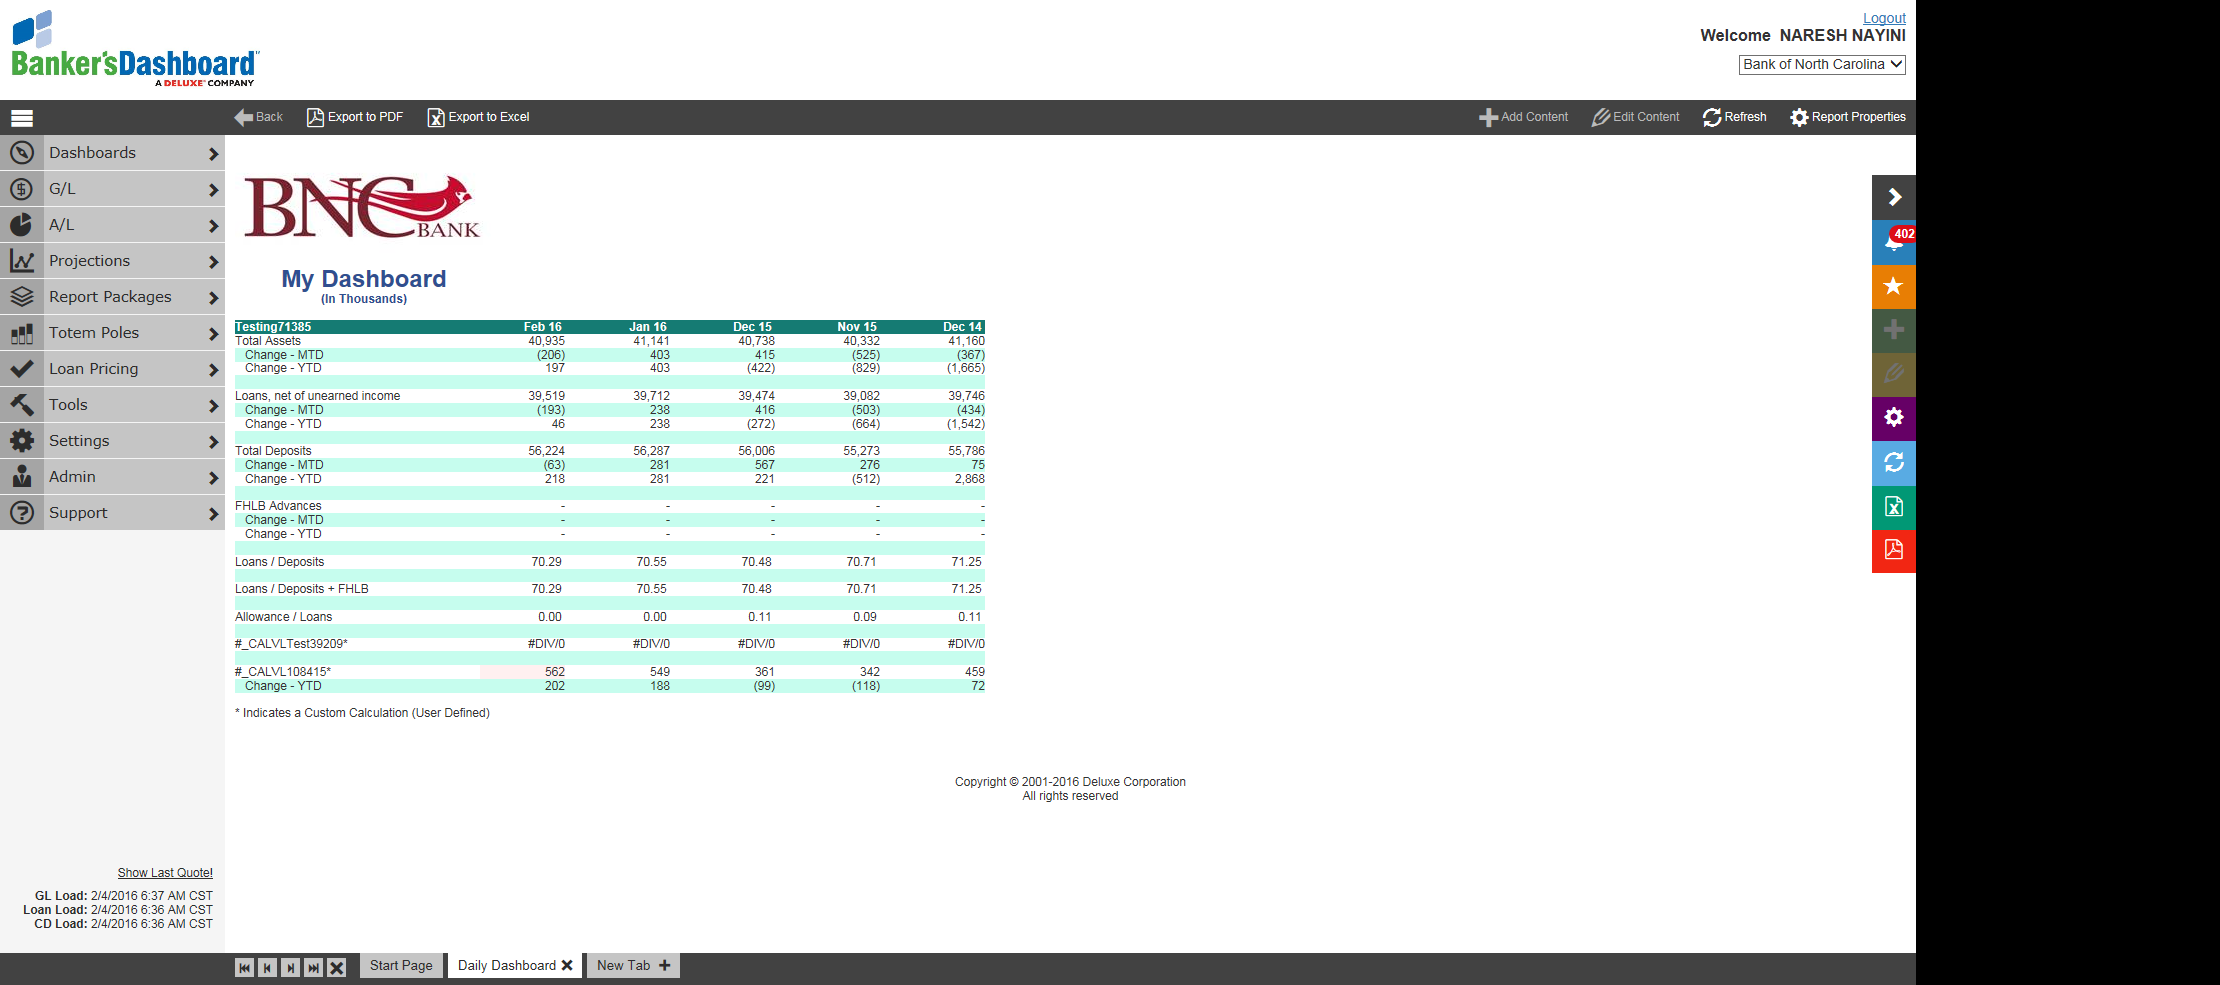 Banker'sDashboard
A DELUXE COMPANY
Logout
Welcome NARESH NAYINI
Bank of North Carolina
Back Export to PDF Export to Excel Add Content Edit Content Refresh Report Properties
Dashboards
G/L
A/L
Projections
Report Packages
Totem Poles
Loan Pricing
Tools
Settings
Admin
Support
BNC
BANK
402
My Dashboard
(In Thousands)
Testing71385 Feb 16 Jan 16 Dec 15 Nov 15 Dec 14
Total Assets 40,935 41,141 40,738 40,332 41,160
Change - MTD (206) 403 415 (525) (367)
Change - YTD 197 403 (422) (829) (1,665)
Loans, net of unearned income 39,519 39,712 39,474 39,082 39,746
Change - MTD (193) 238 416 (503) (434)
Change - YTD 46 238 (272) (664) (1,542)
Total Deposits 56,224 56,287 56,006 55,273 55,786
Change - MTD (63) 281 567 276 75
Change - YTD 218 281 221 (512) 2,868
FHLB Advances - - - - -
Change - MTD - - - - -
Change - YTD - - - - -
Loans / Deposits 70.29 70.55 70.48 70.71 71.25
Loans / Deposits + FHLB 70.29 70.55 70.48 70.71 71.25
Allowance / Loans 0.00 0.00 0.11 0.09 0.11
#_CALVLTest39209* #DIV/0 #DIV/0 #DIV/0 #DIV/0 #DIV/0
#_CALVL108415* 562 549 361 342 459
Change - YTD 202 188 (99) (118) 72
* Indicates a Custom Calculation (User Defined)
Copyright © 2001-2016 Deluxe Corporation
All rights reserved
Show Last Quote!
GL Load: 2/4/2016 6:37 AM CST
Loan Load: 2/4/2016 6:36 AM CST
CD Load: 2/4/2016 6:36 AM CST
Start Page Daily Dashboard New Tab